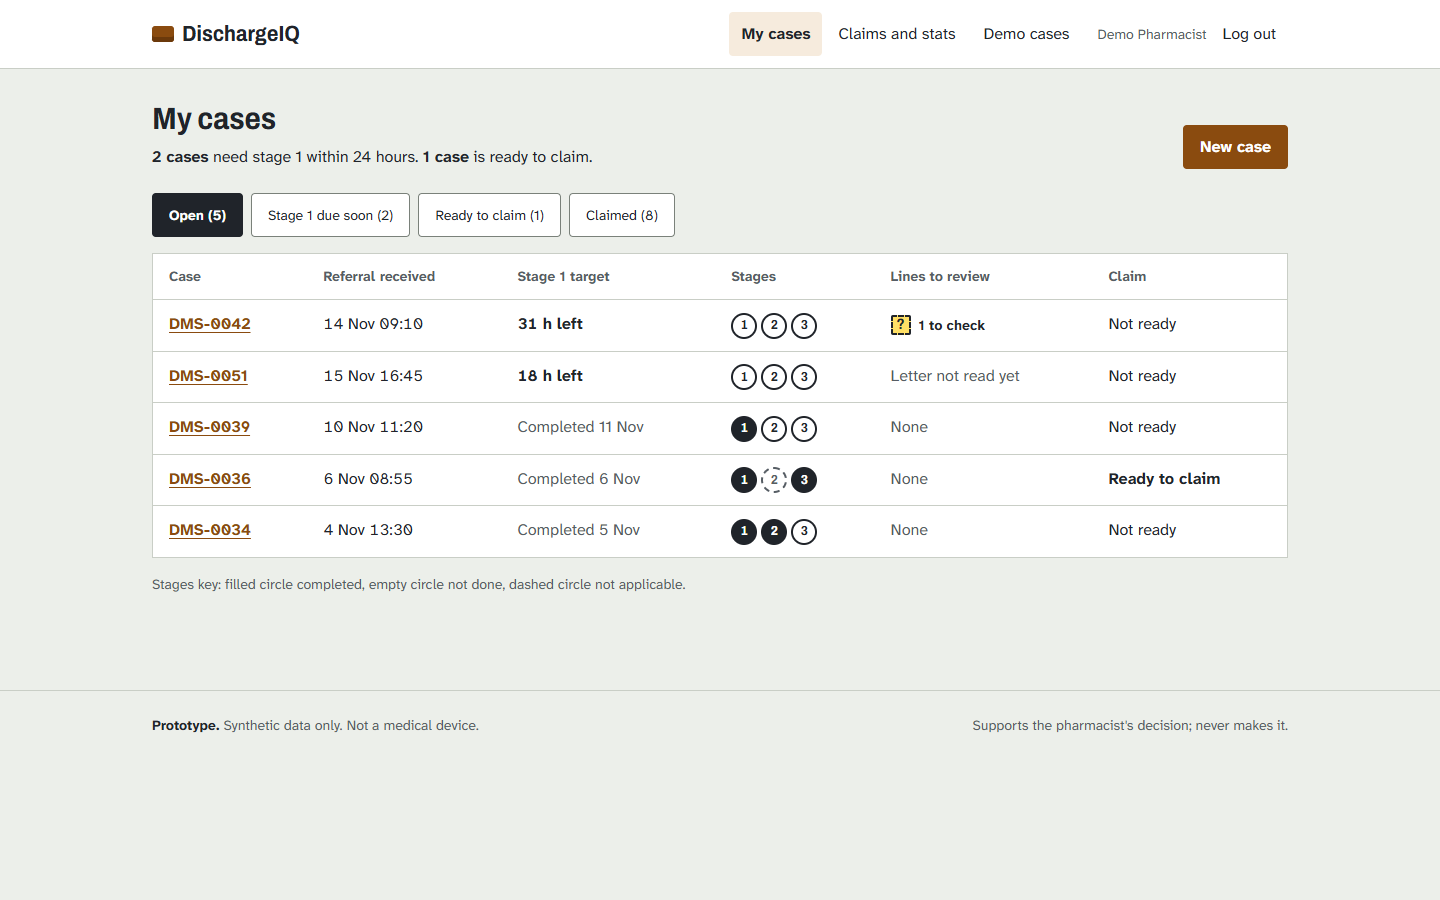 DischargeIQ
My cases
Claims and stats
Demo cases
Demo Pharmacist
Log out
My cases
2 cases need stage 1 within 24 hours. 1 case is ready to claim.
New case
Open (5)
Stage 1 due soon (2)
Ready to claim (1)
Claimed (8)
Case Referral received Stage 1 target Stages Lines to review Claim
DMS-0042 14 Nov 09:10 31 h left 1 2 3 ? 1 to check Not ready
DMS-0051 15 Nov 16:45 18 h left 1 2 3 Letter not read yet Not ready
DMS-0039 10 Nov 11:20 Completed 11 Nov 1 2 3 None Not ready
DMS-0036 6 Nov 08:55 Completed 6 Nov 1 2 3 None Ready to claim
DMS-0034 4 Nov 13:30 Completed 5 Nov 1 2 3 None Not ready
Stages key: filled circle completed, empty circle not done, dashed circle not applicable.
Prototype. Synthetic data only. Not a medical device.
Supports the pharmacist's decision; never makes it.